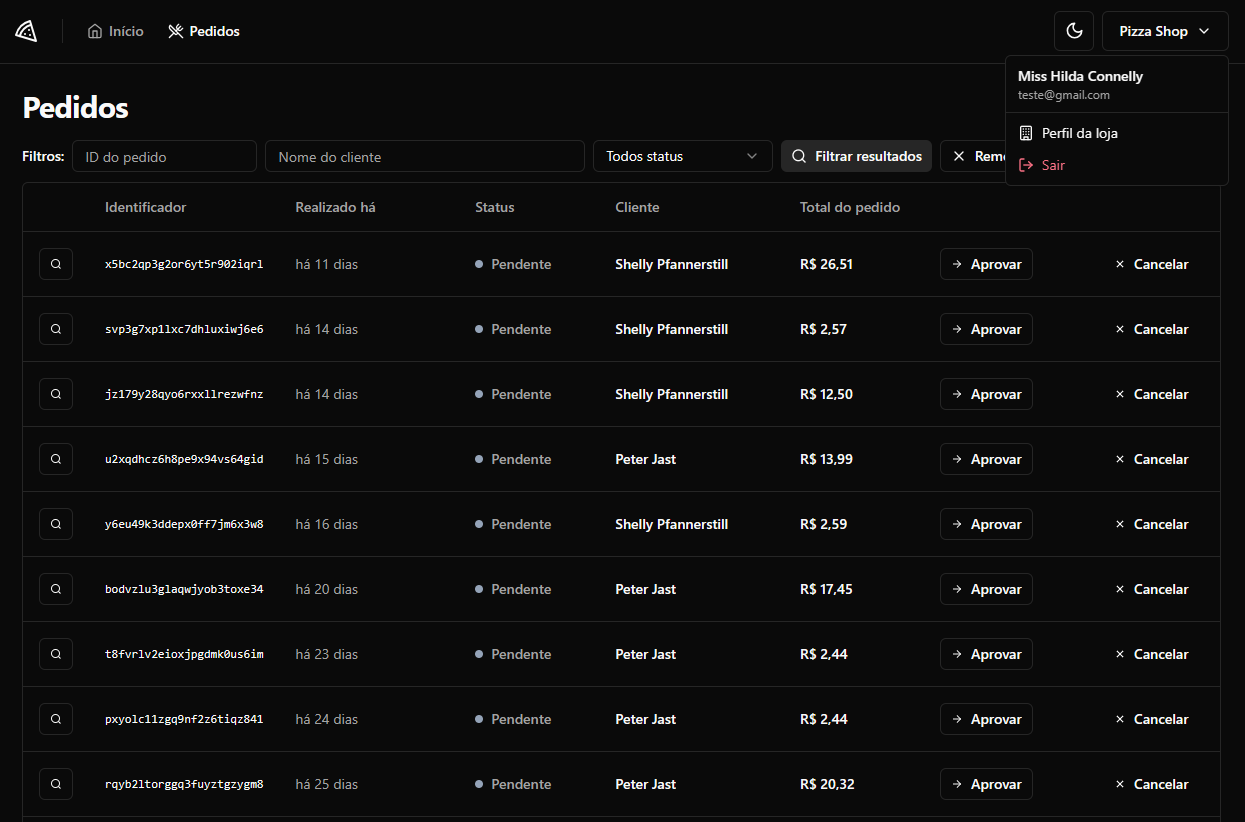 Início Pedidos Pizza Shop
Miss Hilda Connelly
teste@gmail.com
Perfil da loja
Sair
Pedidos
Filtros: ID do pedido Nome do cliente Todos status Filtrar resultados
Identificador Realizado há Status Cliente Total do pedido
x5bc2qp3g2or6yt5r902iqrl há 11 dias Pendente Shelly Pfannerstill R$ 26,51 Aprovar Cancelar
svp3g7xp1lxc7dhluxiwj6e6 há 14 dias Pendente Shelly Pfannerstill R$ 2,57 Aprovar Cancelar
jz179y28qyo6rxxllrezwfnz há 14 dias Pendente Shelly Pfannerstill R$ 12,50 Aprovar Cancelar
u2xqdhcz6h8pe9x94vs64gid há 15 dias Pendente Peter Jast R$ 13,99 Aprovar Cancelar
y6eu49k3ddepx0ff7jm6x3w8 há 16 dias Pendente Shelly Pfannerstill R$ 2,59 Aprovar Cancelar
bodvzlu3glaqwjyob3toxe34 há 20 dias Pendente Peter Jast R$ 17,45 Aprovar Cancelar
t8fvrlv2eioxjpgdmk0us6im há 23 dias Pendente Peter Jast R$ 2,44 Aprovar Cancelar
pxyolc11zgq9nf2z6tiqz841 há 24 dias Pendente Peter Jast R$ 2,44 Aprovar Cancelar
rqyb2ltorggq3fuyztgzygm8 há 25 dias Pendente Peter Jast R$ 20,32 Aprovar Cancelar